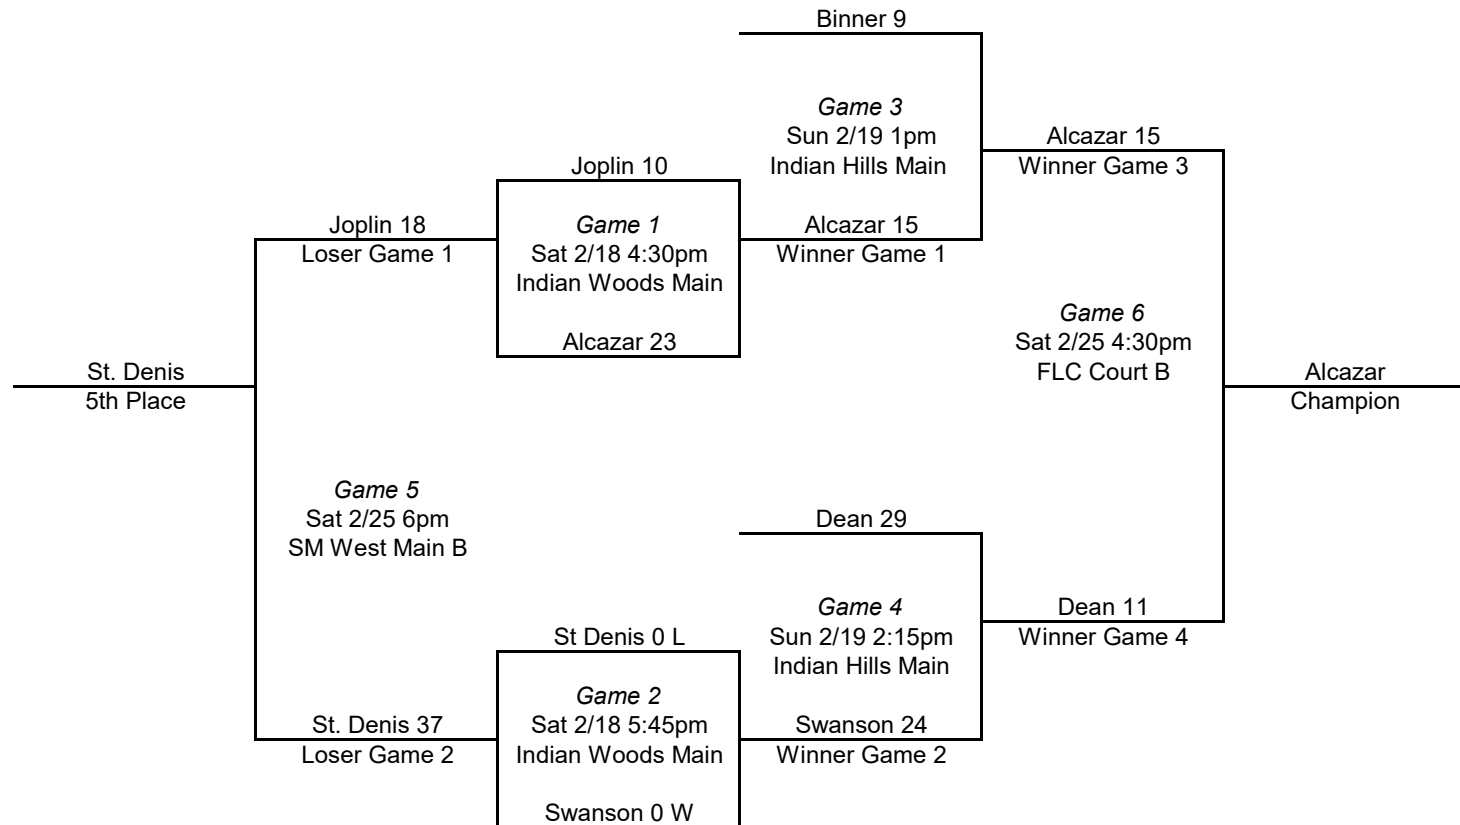 Binner 9
Game 3
Sun 2/19 1pm
Indian Hills Main
Alcazar 15
Winner Game 3
Joplin 10
Joplin 18
Loser Game 1
Game 1
Sat 2/18 4:30pm
Indian Woods Main
Alcazar 15
Winner Game 1
Alcazar 23
Game 6
Sat 2/25 4:30pm
FLC Court B
St. Denis
5th Place
Alcazar
Champion
Game 5
Sat 2/25 6pm
SM West Main B
Dean 29
Game 4
Sun 2/19 2:15pm
Indian Hills Main
Dean 11
Winner Game 4
St Denis 0 L
St. Denis 37
Loser Game 2
Game 2
Sat 2/18 5:45pm
Indian Woods Main
Swanson 24
Winner Game 2
Swanson 0 W